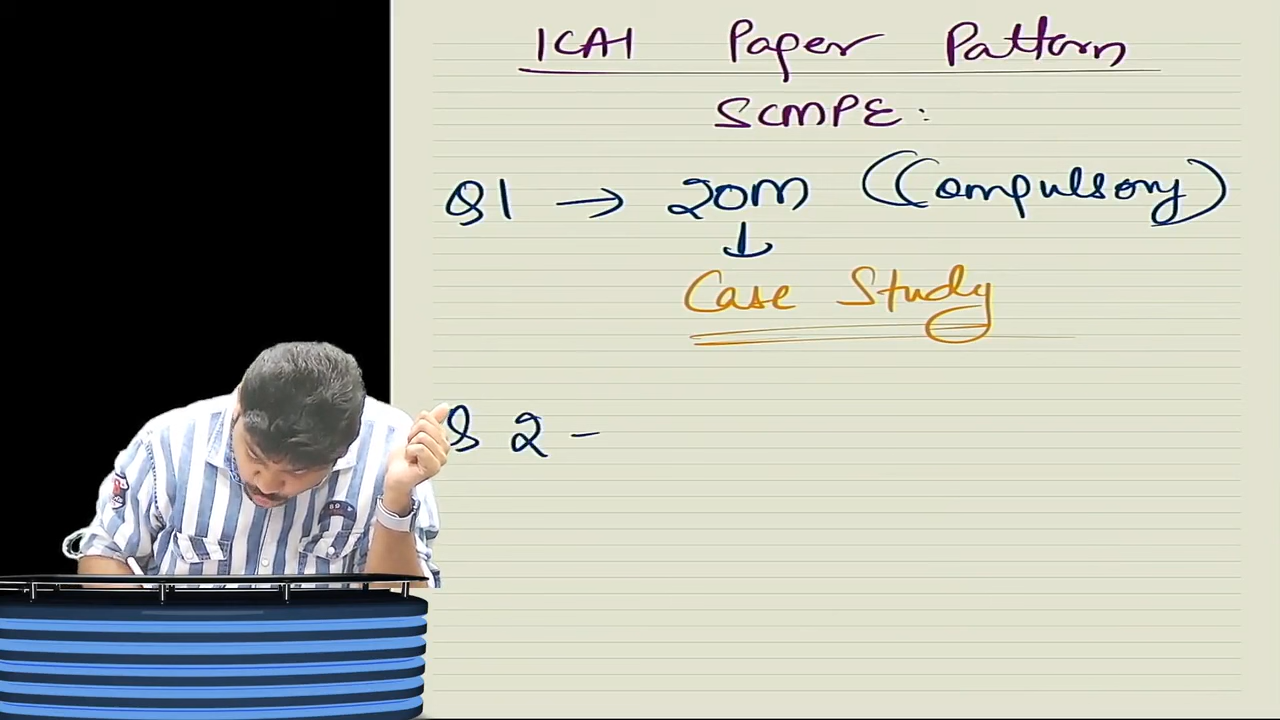 ICAI Paper Pattern
SCMPE:
Q1 → 20M (Compulsory)
↓
Case Study
Q 2 -